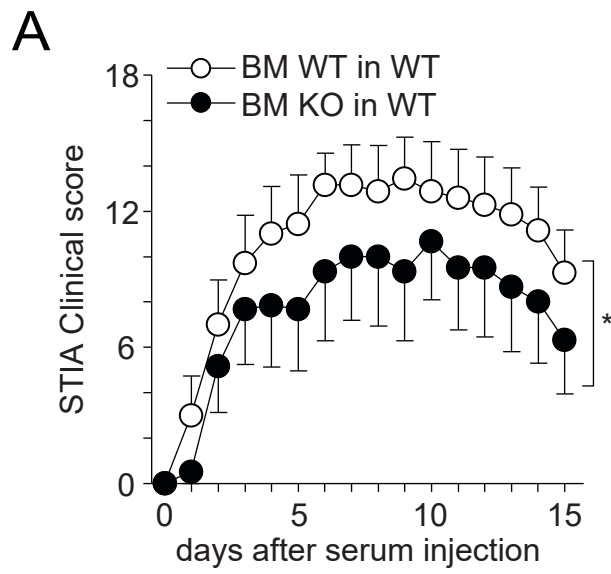 A
BM WT in WT
BM KO in WT
STIA Clinical score
18
12
6
0
*
0 5 10 15
days after serum injection